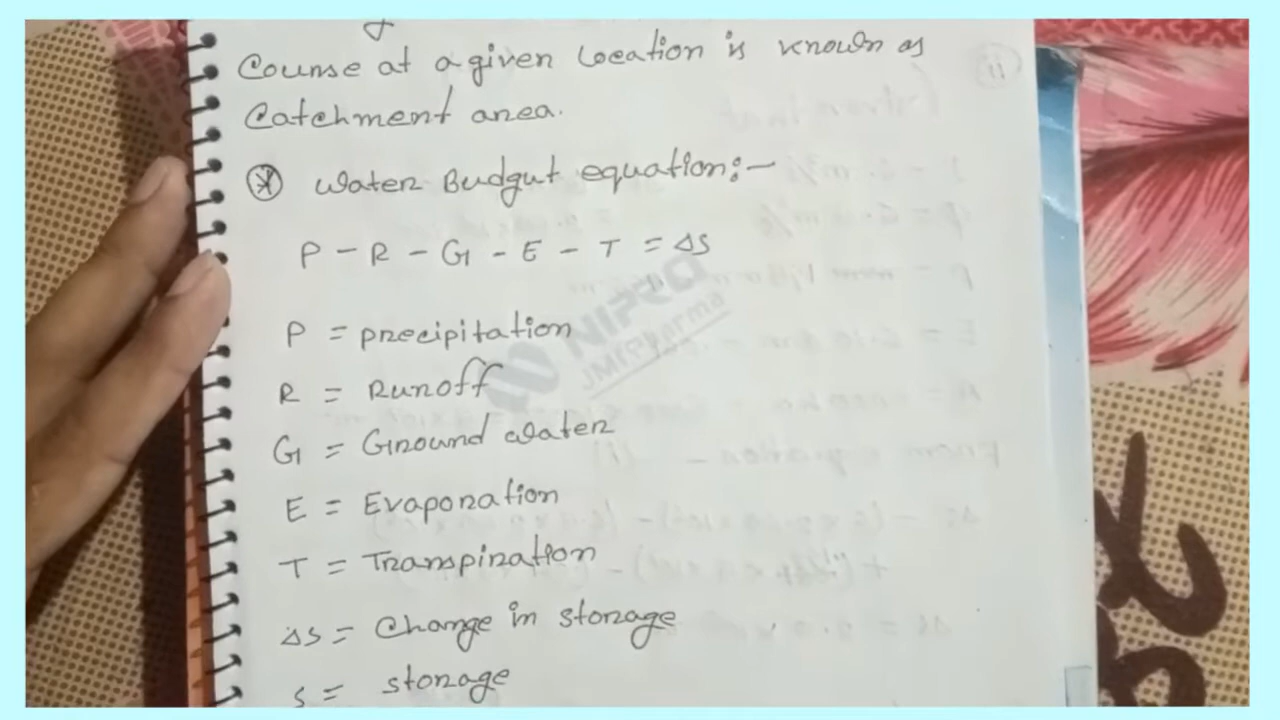 Course at a given location is known as
Catchment area.
* Water Budgut equation:-
P - R - G - E - T = ΔS
P = precipitation
R = Runoff
G = Ground water
E = Evaporation
T = Transpiration
ΔS = Change in storage
S = storage